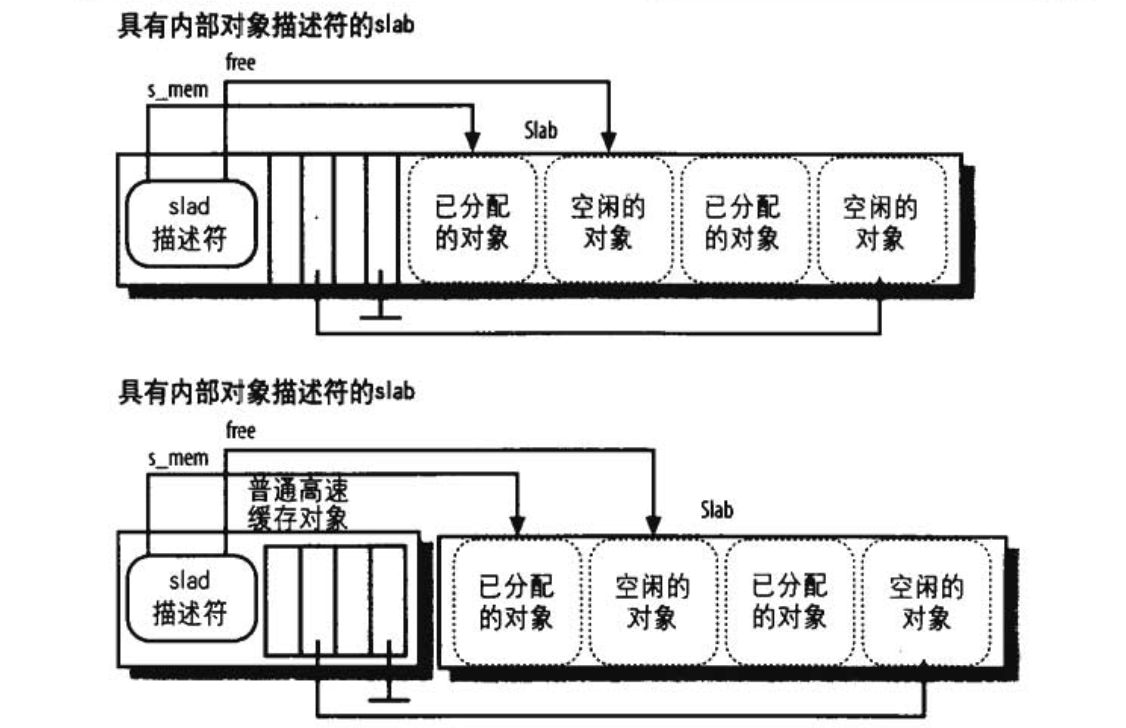 具有内部对象描述符的slab
free
s_mem
Slab
slad
描述符
已分配
的对象
空闲的
对象
已分配
的对象
空闲的
对象
具有内部对象描述符的slab
free
s_mem
普通高速
缓存对象
Slab
slad
描述符
已分配
的对象
空闲的
对象
已分配
的对象
空闲的
对象